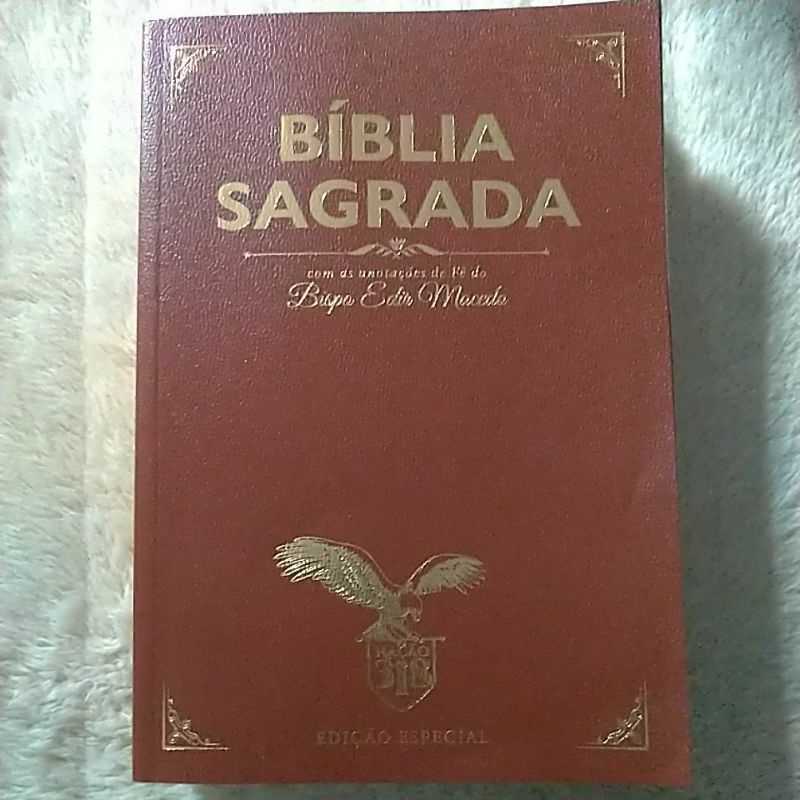 BÍBLIA
SAGRADA
com as anotações de Fé do
Bispo Edir Macedo
NAÇÃO
318
EDIÇÃO ESPECIAL